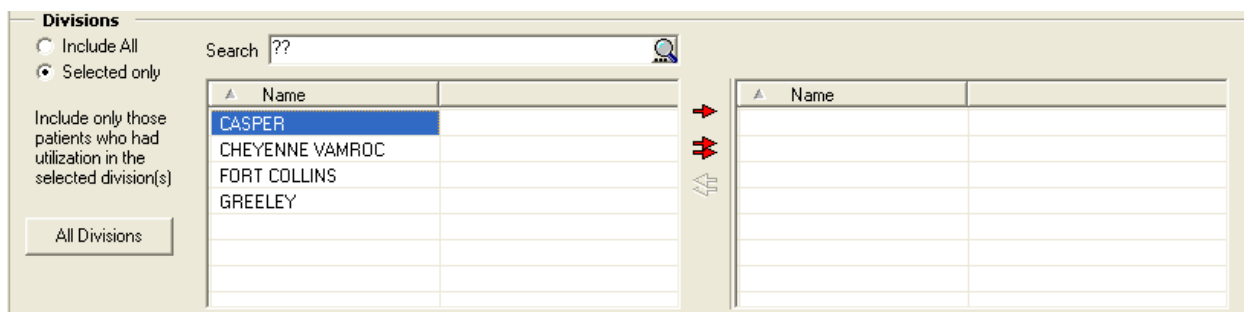 Divisions
Include All
Selected only
Search ??
Include only those
patients who had
utilization in the
selected division(s)
All Divisions
Name
CASPER
CHEYENNE VAMROC
FORT COLLINS
GREELEY
Name